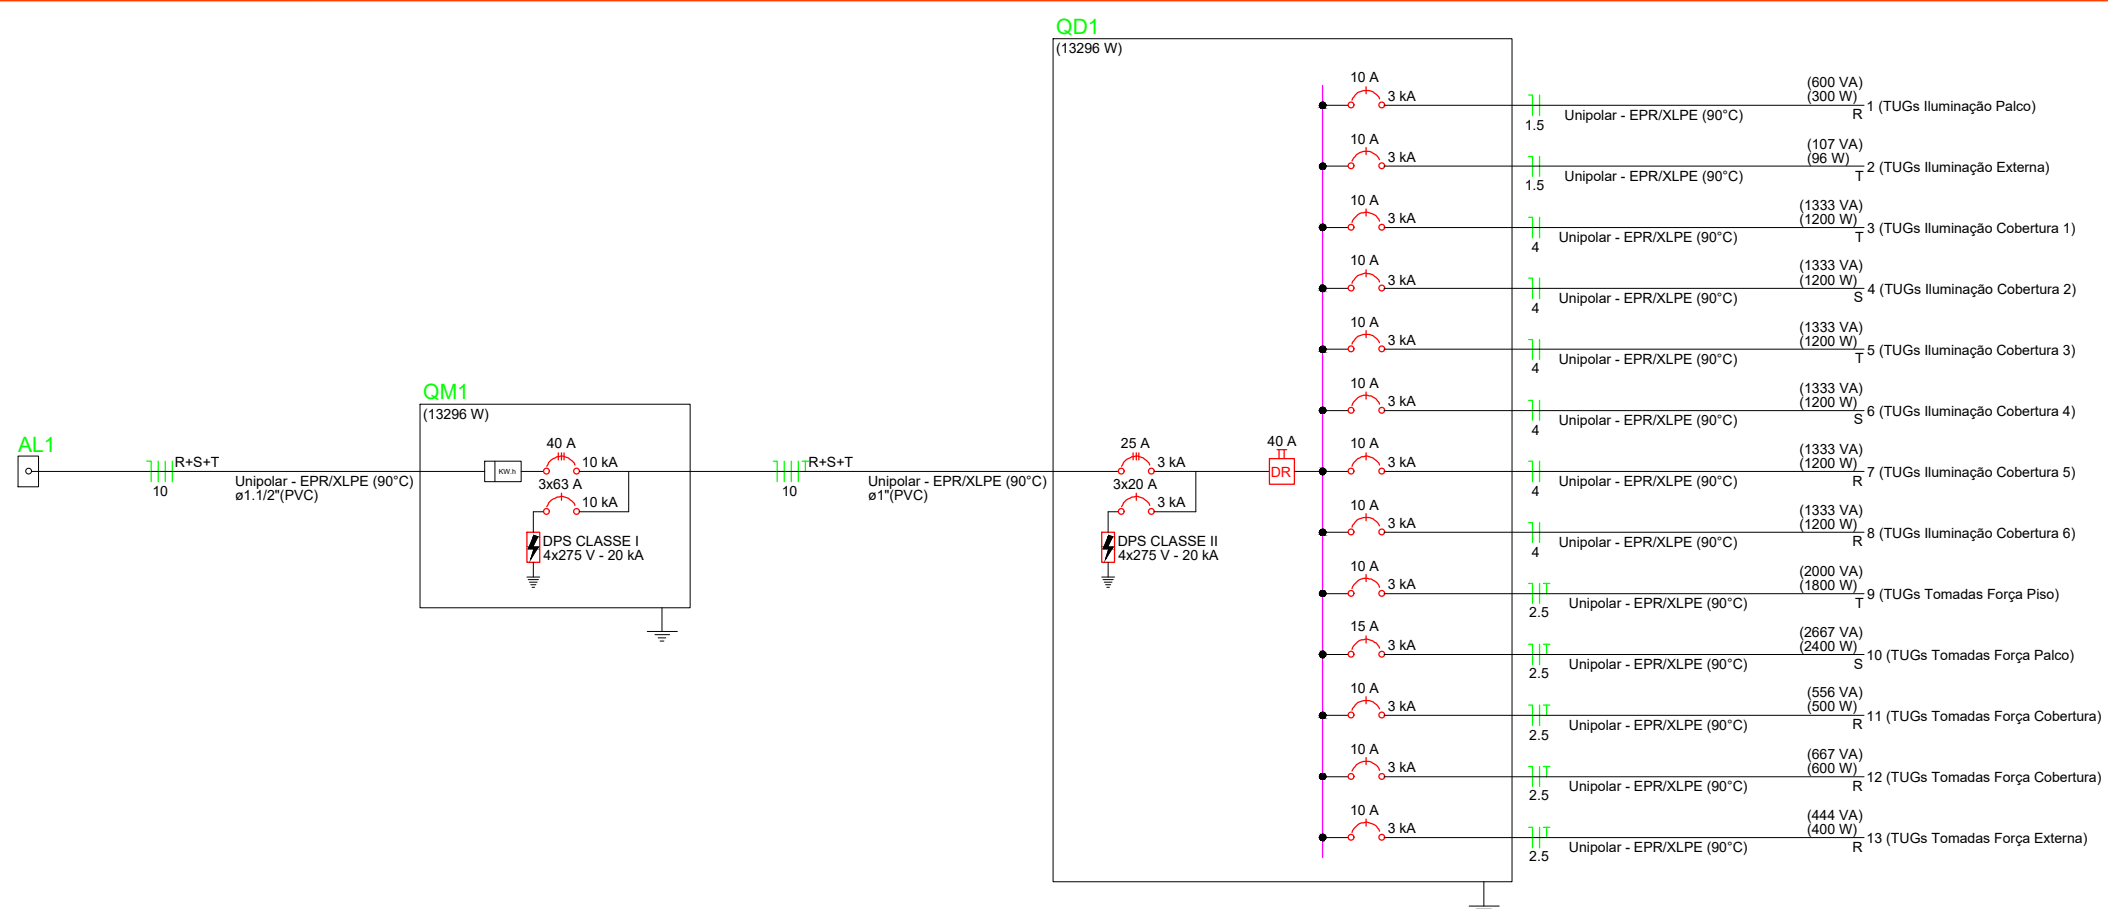 AL1
R+S+T
10
Unipolar - EPR/XLPE (90°C)
ø1.1/2"(PVC)
QM1
(13296 W)
KW.h
40 A
10 kA
3x63 A
10 kA
DPS CLASSE I
4x275 V - 20 kA
R+S+T
10
Unipolar - EPR/XLPE (90°C)
ø1"(PVC)
QD1
(13296 W)
25 A
3 kA
3x20 A
3 kA
DPS CLASSE II
4x275 V - 20 kA
40 A
DR
10 A
3 kA
1.5
Unipolar - EPR/XLPE (90°C)
(600 VA)
(300 W)
R
1 (TUGs Iluminação Palco)
10 A
3 kA
1.5
Unipolar - EPR/XLPE (90°C)
(107 VA)
(96 W)
T
2 (TUGs Iluminação Externa)
10 A
3 kA
4
Unipolar - EPR/XLPE (90°C)
(1333 VA)
(1200 W)
T
3 (TUGs Iluminação Cobertura 1)
10 A
3 kA
4
Unipolar - EPR/XLPE (90°C)
(1333 VA)
(1200 W)
S
4 (TUGs Iluminação Cobertura 2)
10 A
3 kA
4
Unipolar - EPR/XLPE (90°C)
(1333 VA)
(1200 W)
T
5 (TUGs Iluminação Cobertura 3)
10 A
3 kA
4
Unipolar - EPR/XLPE (90°C)
(1333 VA)
(1200 W)
S
6 (TUGs Iluminação Cobertura 4)
10 A
3 kA
4
Unipolar - EPR/XLPE (90°C)
(1333 VA)
(1200 W)
R
7 (TUGs Iluminação Cobertura 5)
10 A
3 kA
4
Unipolar - EPR/XLPE (90°C)
(1333 VA)
(1200 W)
R
8 (TUGs Iluminação Cobertura 6)
10 A
3 kA
2.5
Unipolar - EPR/XLPE (90°C)
(2000 VA)
(1800 W)
T
9 (TUGs Tomadas Força Piso)
15 A
3 kA
2.5
Unipolar - EPR/XLPE (90°C)
(2667 VA)
(2400 W)
S
10 (TUGs Tomadas Força Palco)
10 A
3 kA
2.5
Unipolar - EPR/XLPE (90°C)
(556 VA)
(500 W)
R
11 (TUGs Tomadas Força Cobertura)
10 A
3 kA
2.5
Unipolar - EPR/XLPE (90°C)
(667 VA)
(600 W)
R
12 (TUGs Tomadas Força Cobertura)
10 A
3 kA
2.5
Unipolar - EPR/XLPE (90°C)
(444 VA)
(400 W)
R
13 (TUGs Tomadas Força Externa)